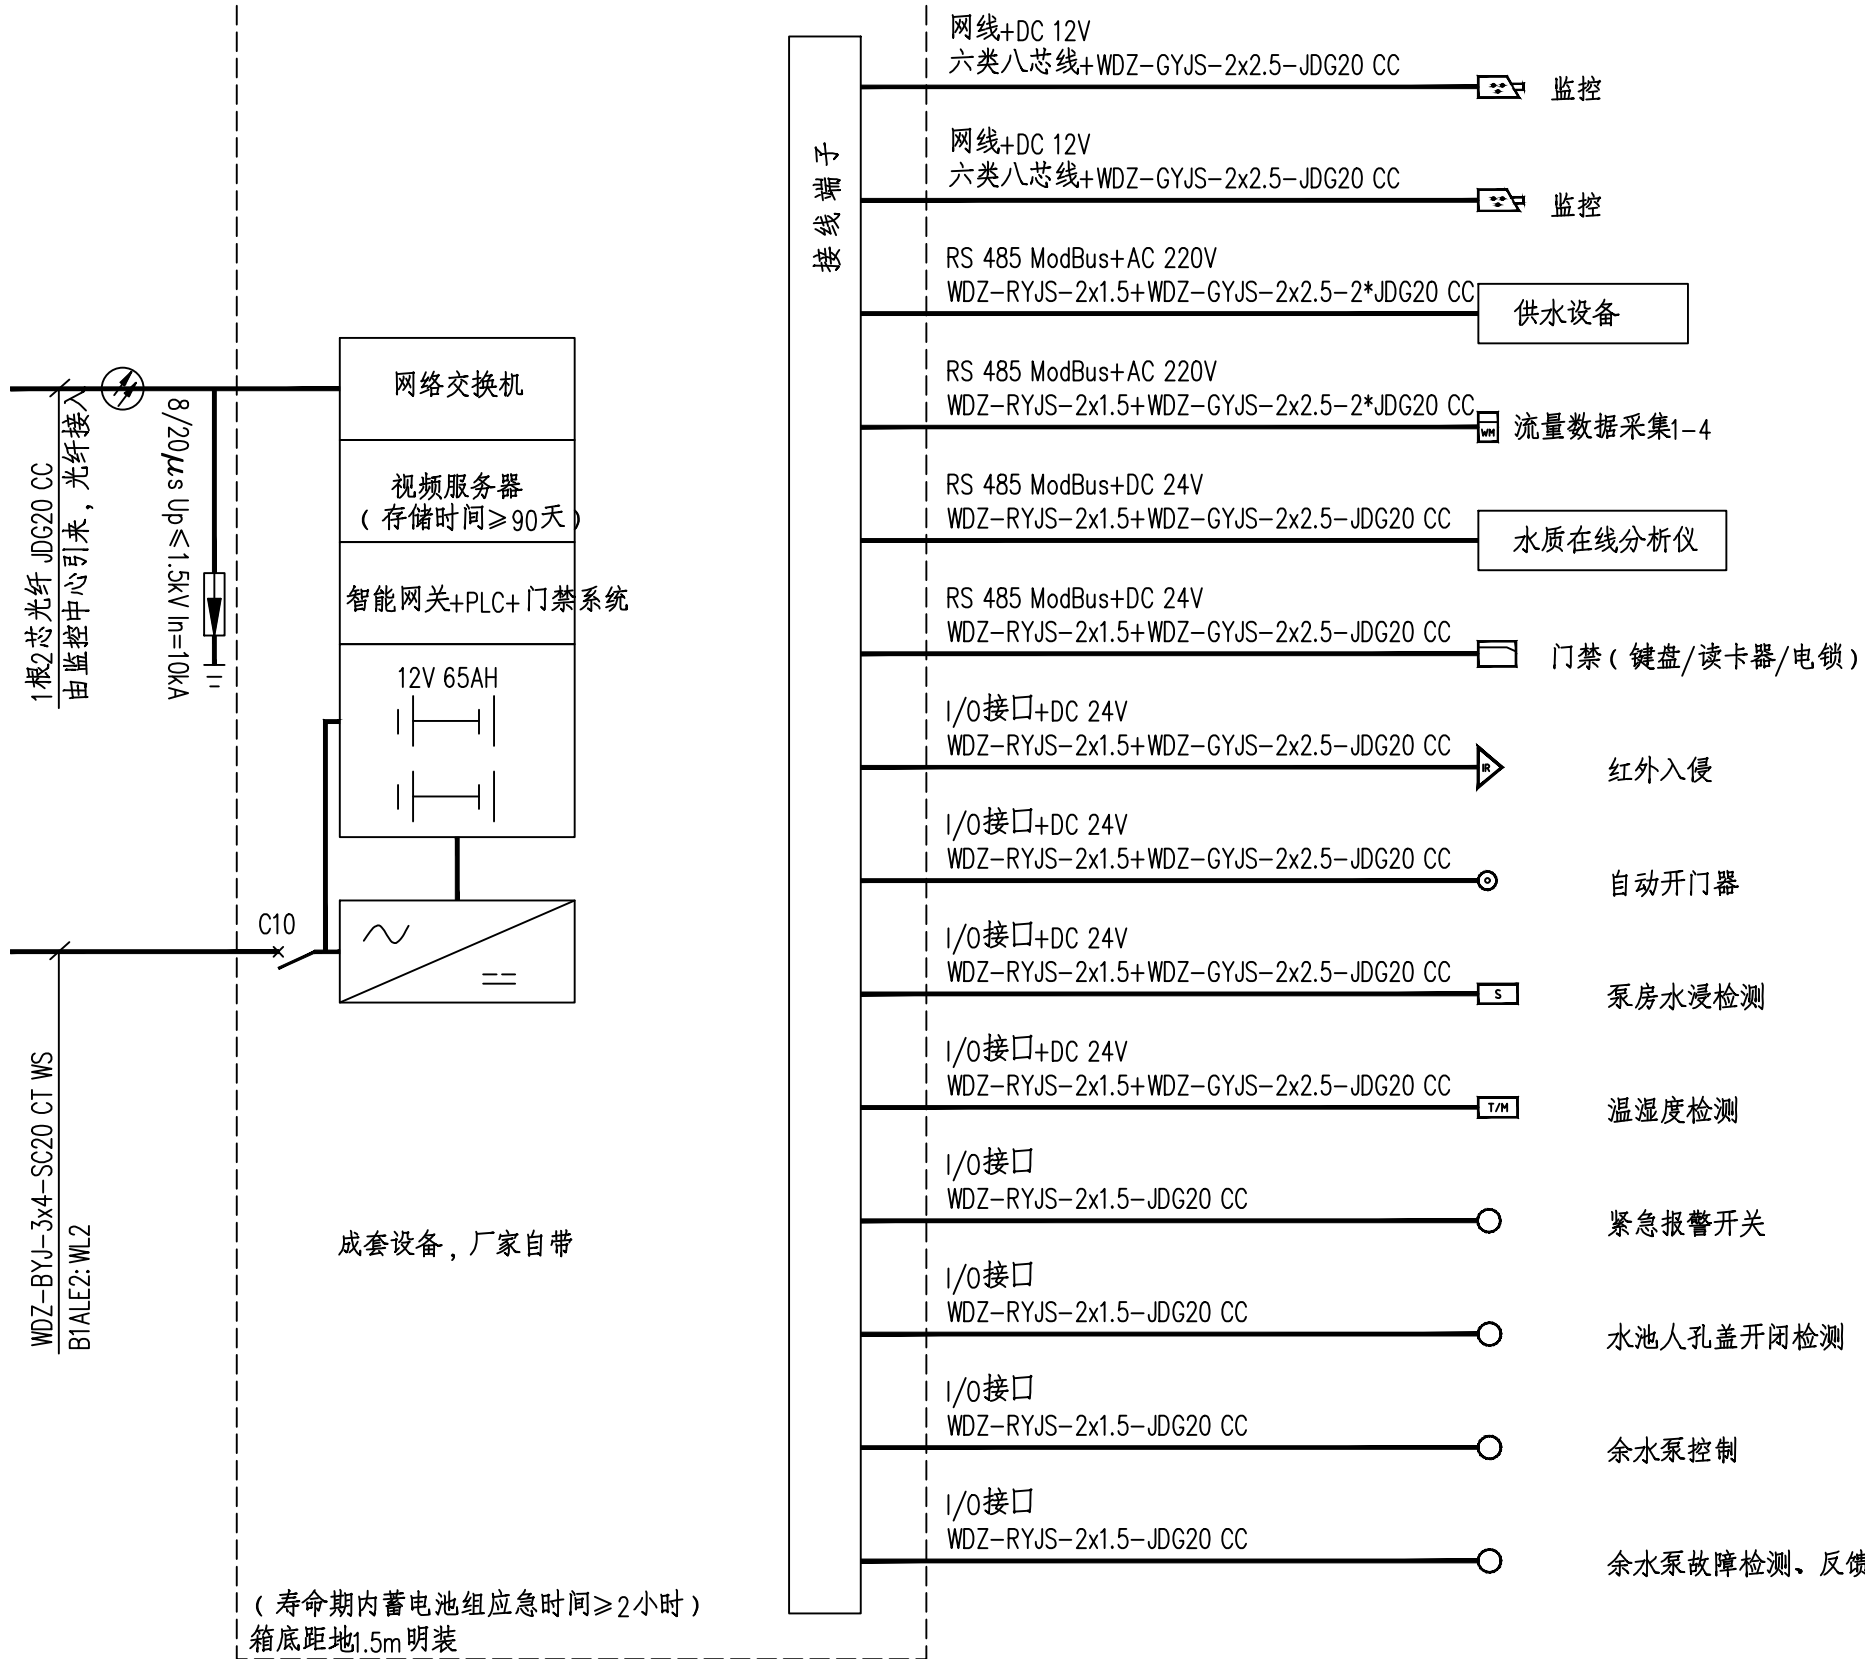 1根2芯光纤 JDG20 CC
由监控中心引来，光纤接入
8/20μs Up≤1.5kV In=10kA
网络交换机
视频服务器
（存储时间≥90天）
智能网关+PLC+门禁系统
12V 65AH
C10
WDZ-BYJ-3x4-SC20 CT WS
B1ALE2:WL2
成套设备，厂家自带
（寿命期内蓄电池组应急时间≥2小时）
箱底距地1.5m明装
接线端子
网线+DC 12V
六类八芯线+WDZ-GYJS-2x2.5-JDG20 CC
监控
网线+DC 12V
六类八芯线+WDZ-GYJS-2x2.5-JDG20 CC
监控
RS 485 ModBus+AC 220V
WDZ-RYJS-2x1.5+WDZ-GYJS-2x2.5-2*JDG20 CC
供水设备
RS 485 ModBus+AC 220V
WDZ-RYJS-2x1.5+WDZ-GYJS-2x2.5-2*JDG20 CC
WM
流量数据采集1-4
RS 485 ModBus+DC 24V
WDZ-RYJS-2x1.5+WDZ-GYJS-2x2.5-JDG20 CC
水质在线分析仪
RS 485 ModBus+DC 24V
WDZ-RYJS-2x1.5+WDZ-GYJS-2x2.5-JDG20 CC
门禁（键盘/读卡器/电锁）
I/O接口+DC 24V
WDZ-RYJS-2x1.5+WDZ-GYJS-2x2.5-JDG20 CC
IR
红外入侵
I/O接口+DC 24V
WDZ-RYJS-2x1.5+WDZ-GYJS-2x2.5-JDG20 CC
自动开门器
I/O接口+DC 24V
WDZ-RYJS-2x1.5+WDZ-GYJS-2x2.5-JDG20 CC
S
泵房水浸检测
I/O接口+DC 24V
WDZ-RYJS-2x1.5+WDZ-GYJS-2x2.5-JDG20 CC
T/M
温湿度检测
I/O接口
WDZ-RYJS-2x1.5-JDG20 CC
紧急报警开关
I/O接口
WDZ-RYJS-2x1.5-JDG20 CC
水池人孔盖开闭检测
I/O接口
WDZ-RYJS-2x1.5-JDG20 CC
余水泵控制
I/O接口
WDZ-RYJS-2x1.5-JDG20 CC
余水泵故障检测、反馈